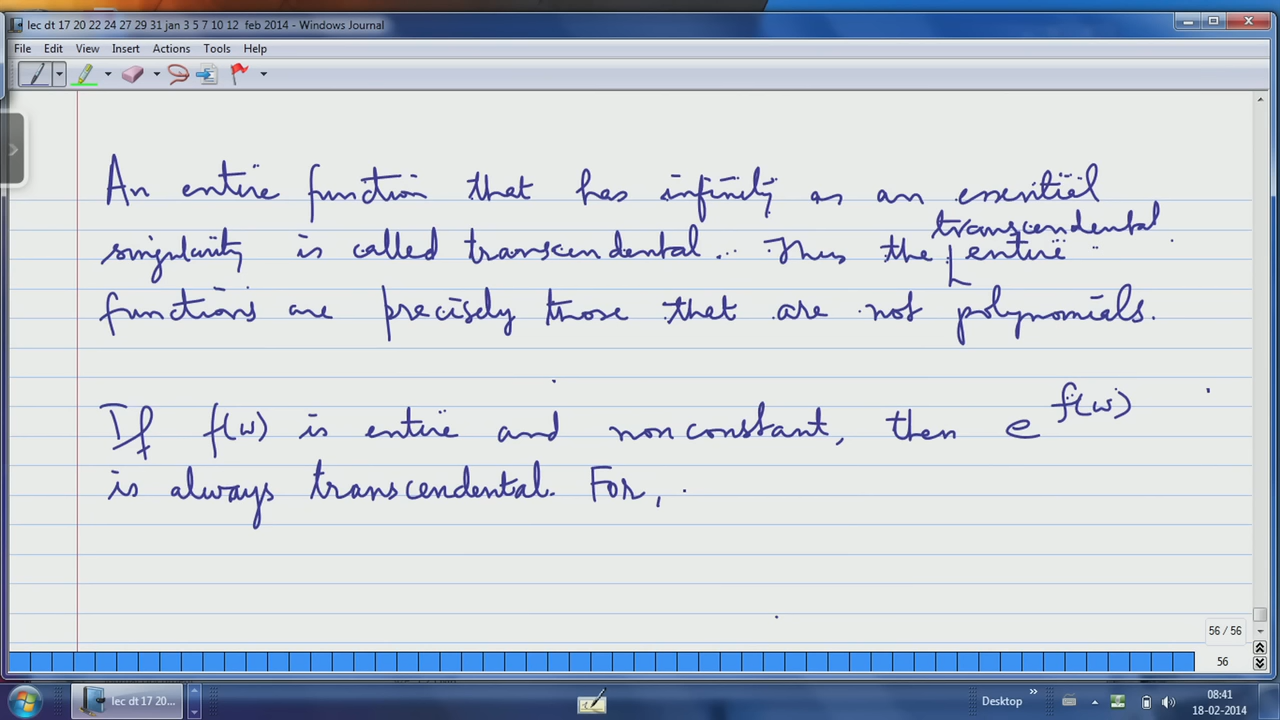 lec dt 17 20 22 24 27 29 31 jan 3 5 7 10 12 feb 2014 - Windows Journal
File Edit View Insert Actions Tools Help
An entire function that has infinity as an essential
singularity is called transcendental. Thus the transcendental entire
functions are precisely those that are not polynomials.
If f(w) is entire and nonconstant, then e^f(w)
is always transcendental. For,
56 / 56
56
lec dt 17 20...
Desktop
08:41
18-02-2014